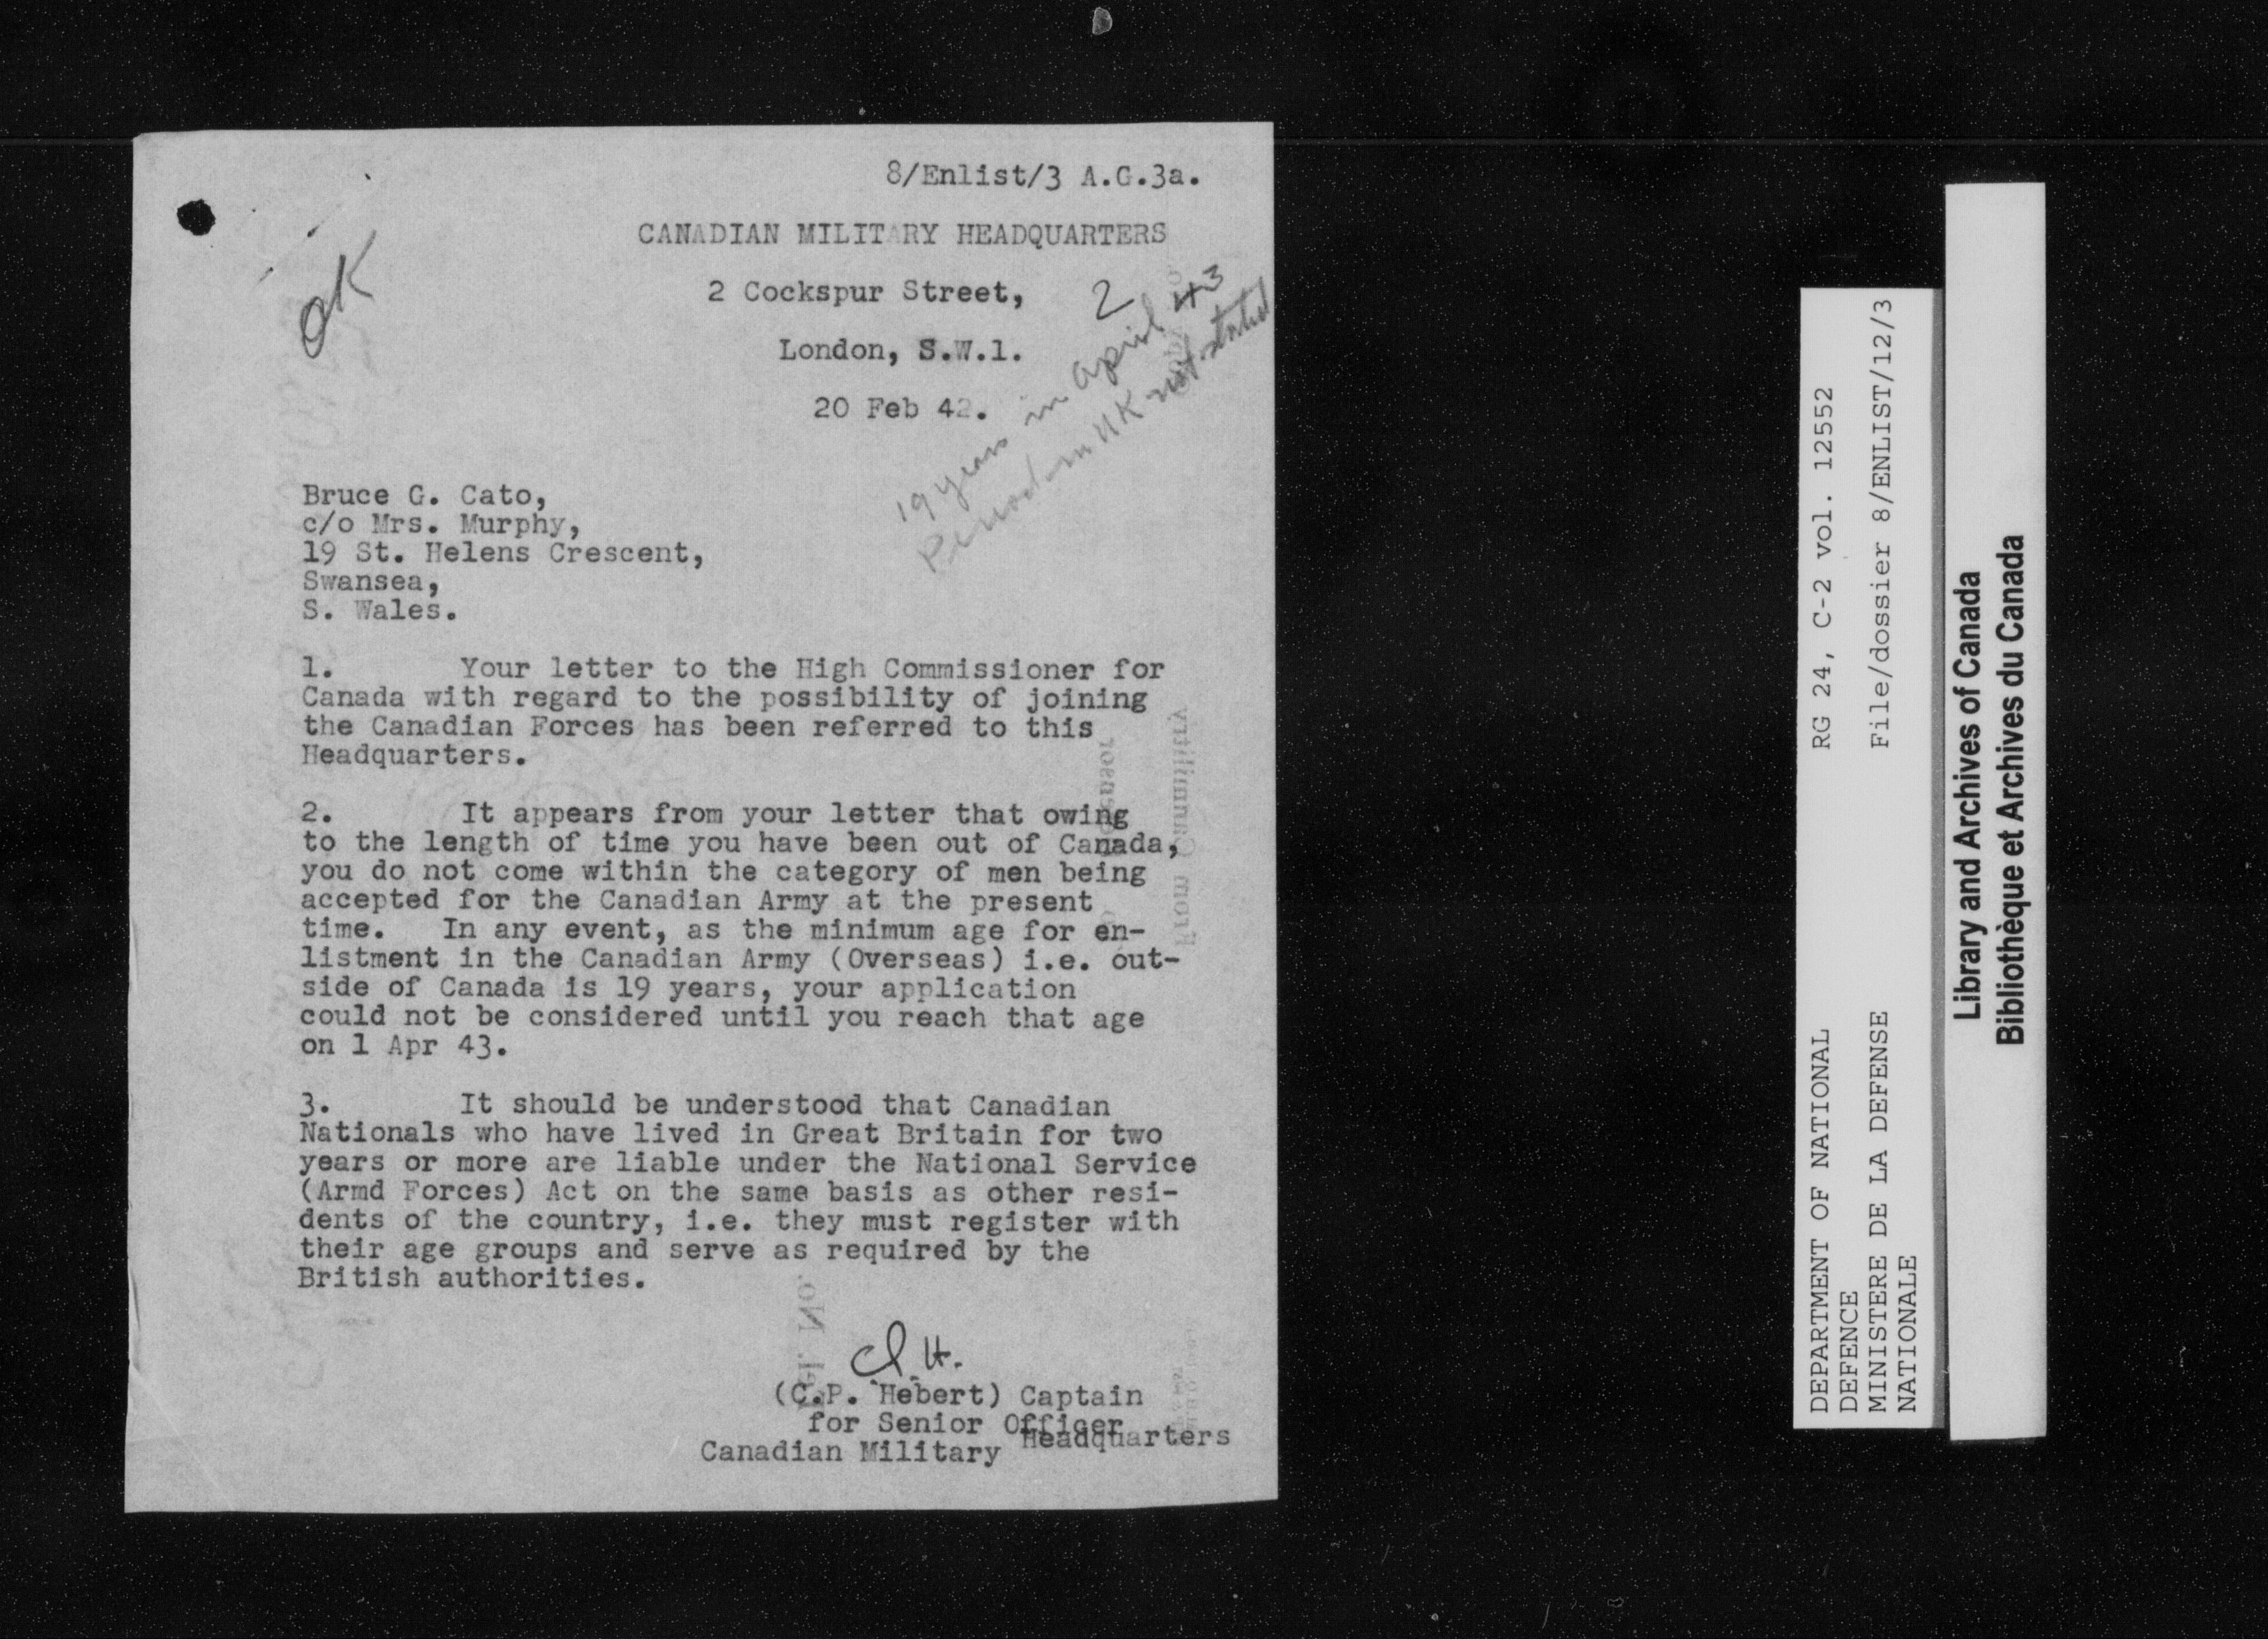 8/Enlist/3 A.G.3a.
CANADIAN MILITARY HEADQUARTERS
2 Cockspur Street,
London, S.W.1.
20 Feb 42.
OK
2
19 years in April 43
Period in UK not stated
Bruce G. Cato,
c/o Mrs. Murphy,
19 St. Helens Crescent,
Swansea,
S. Wales.
1. Your letter to the High Commissioner for
Canada with regard to the possibility of joining
the Canadian Forces has been referred to this
Headquarters.
2. It appears from your letter that owing
to the length of time you have been out of Canada,
you do not come within the category of men being
accepted for the Canadian Army at the present
time. In any event, as the minimum age for en-
listment in the Canadian Army (Overseas) i.e. out-
side of Canada is 19 years, your application
could not be considered until you reach that age
on 1 Apr 43.
3. It should be understood that Canadian
Nationals who have lived in Great Britain for two
years or more are liable under the National Service
(Armd Forces) Act on the same basis as other resi-
dents of the country, i.e. they must register with
their age groups and serve as required by the
British authorities.
C.H.
(C.P. Hebert) Captain
for Senior Officer
Canadian Military Headquarters
DEPARTMENT OF NATIONAL
DEFENCE
MINISTERE DE LA DEFENSE
NATIONALE
RG 24, C-2 vol. 12552
File/dossier 8/ENLIST/12/3
Library and Archives of Canada
Bibliothèque et Archives du Canada